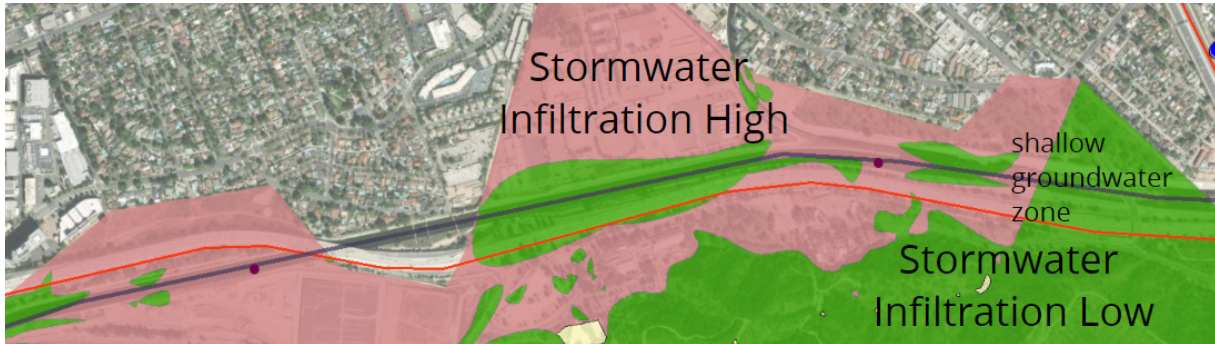 Stormwater
Infiltration High
shallow
groundwater
zone
Stormwater
Infiltration Low